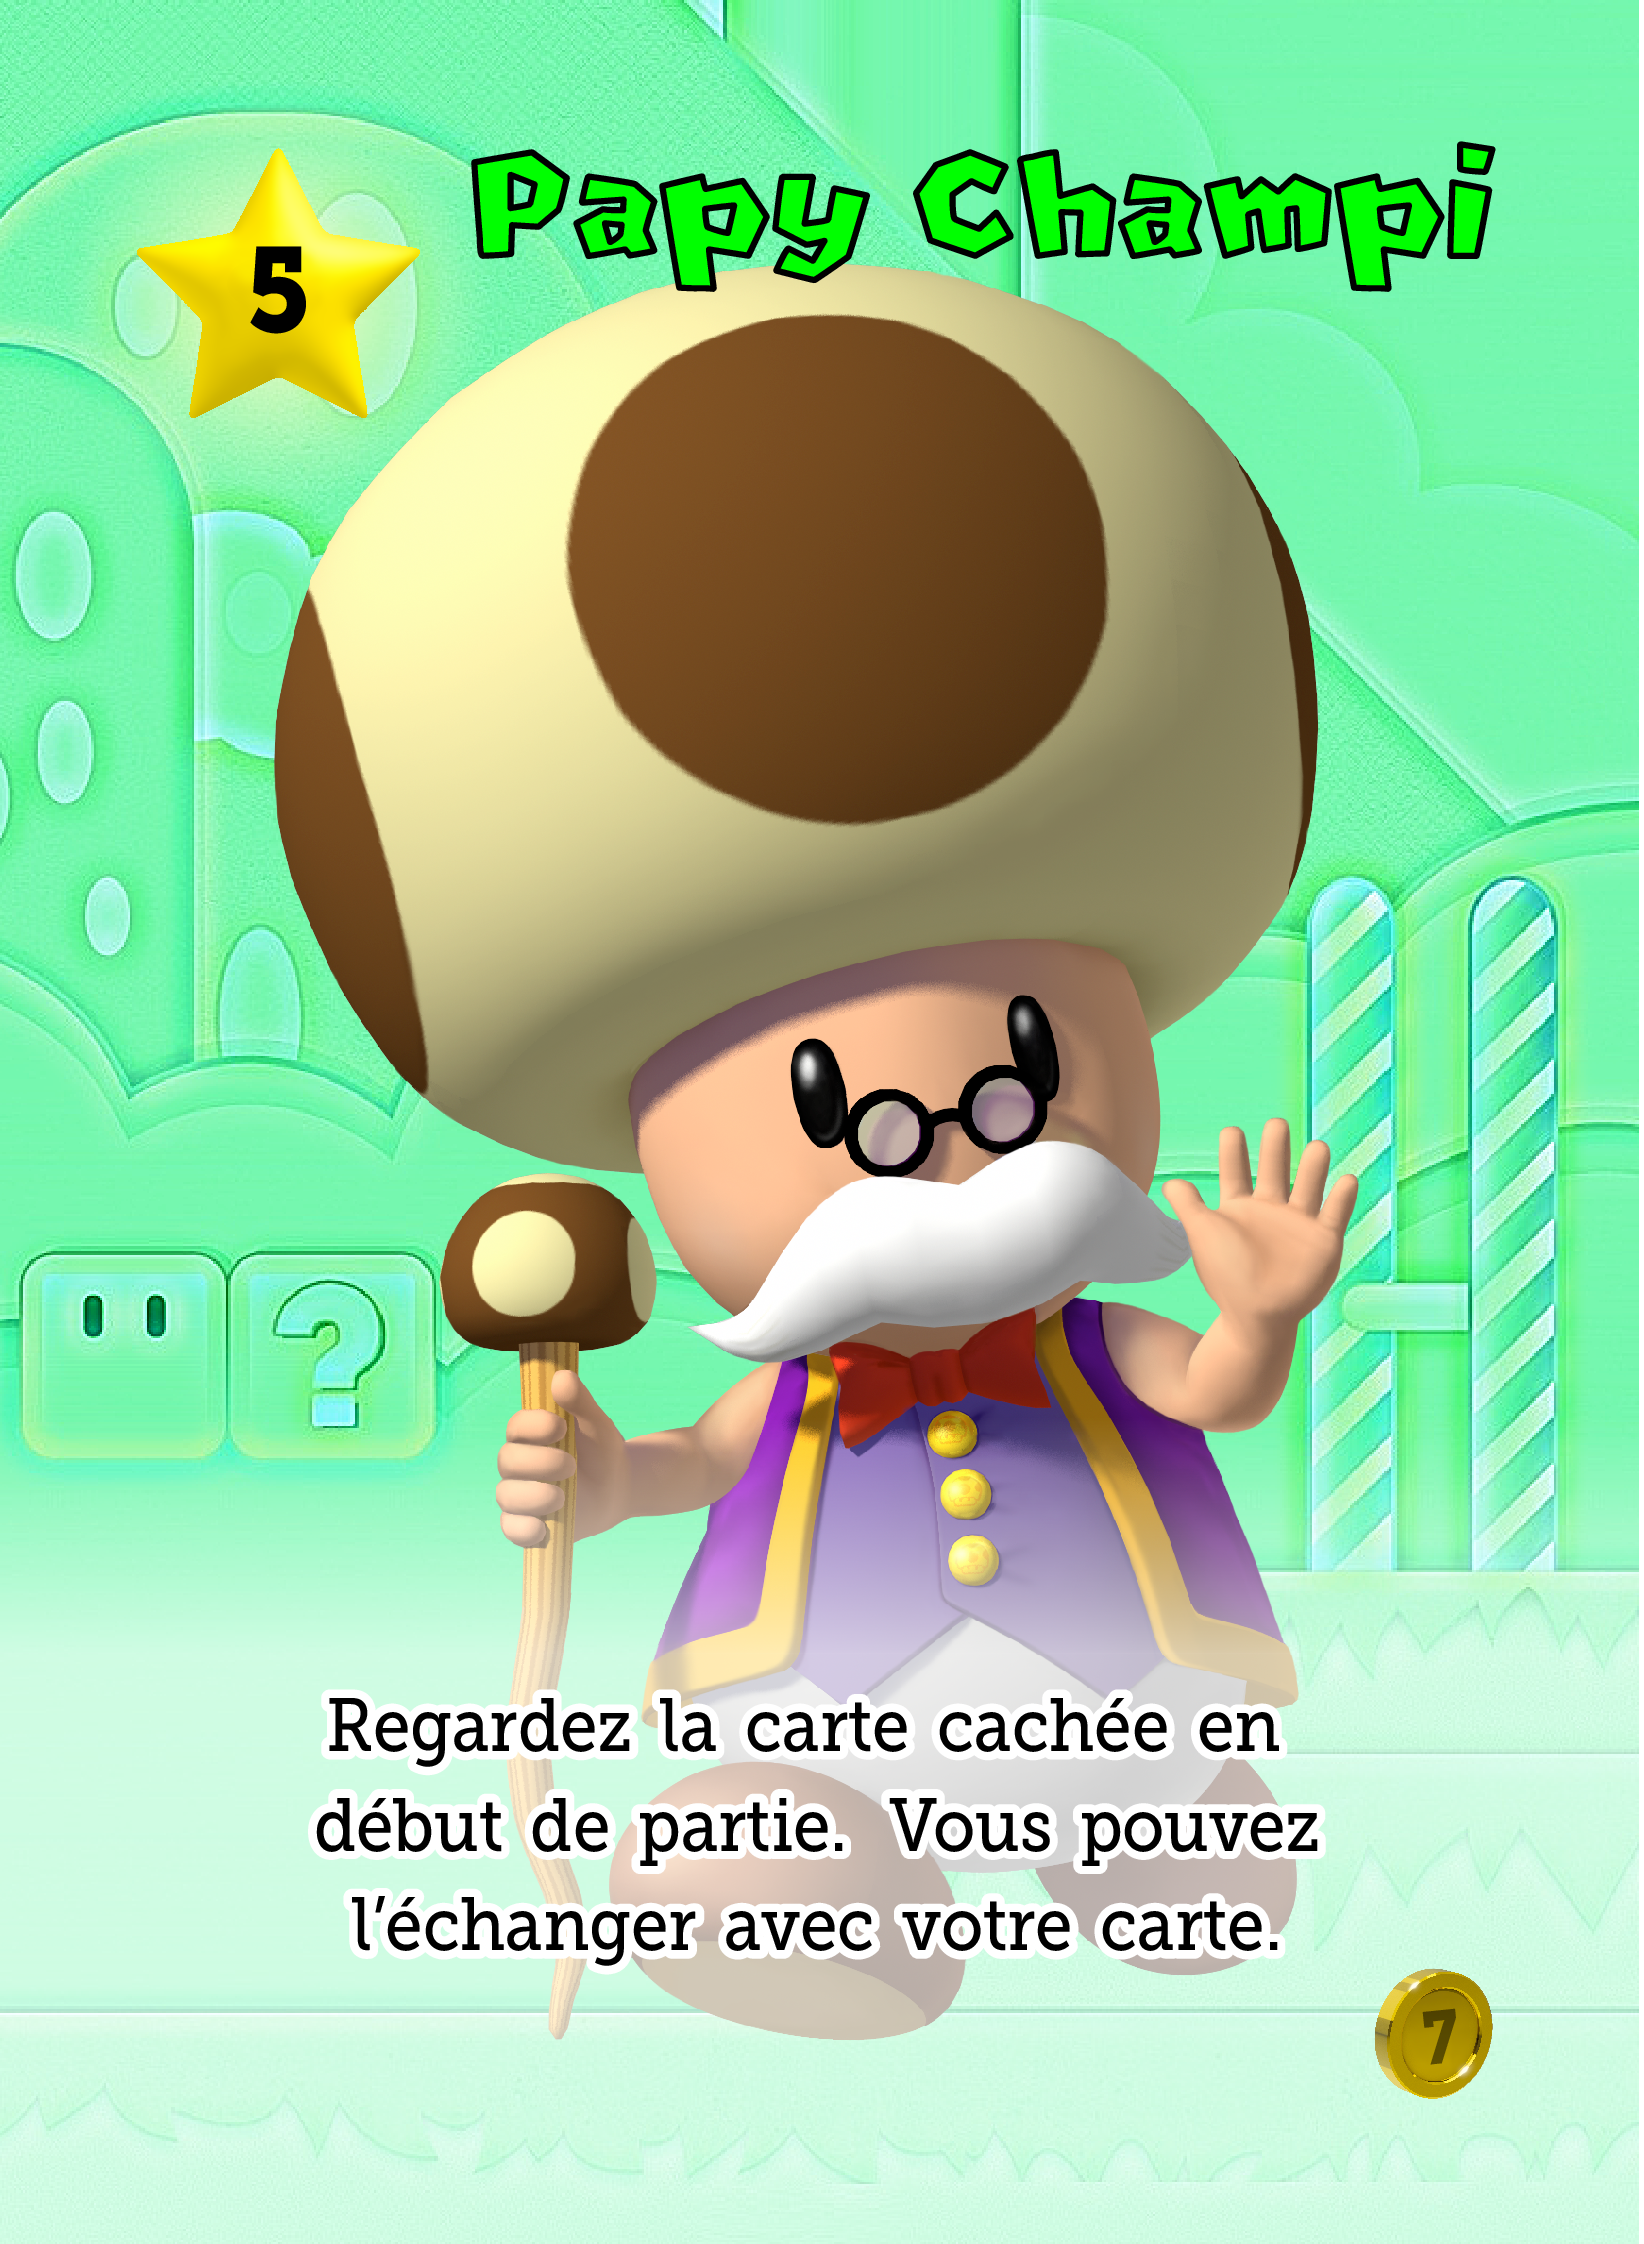 5
Papy Champi
?
Regardez la carte cachée en
début de partie. Vous pouvez
l'échanger avec votre carte.
7